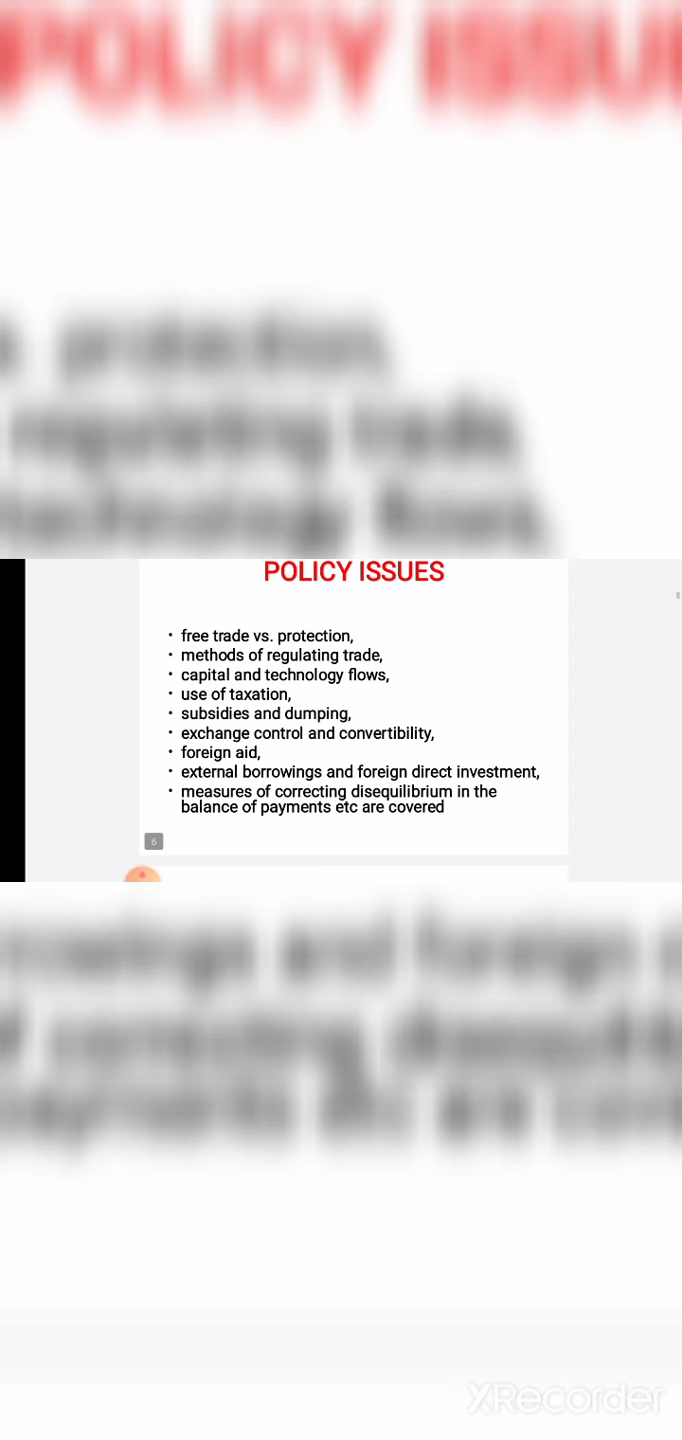 POLICY ISSUES
• free trade vs. protection,
• methods of regulating trade,
• capital and technology flows,
• use of taxation,
• subsidies and dumping,
• exchange control and convertibility,
• foreign aid,
• external borrowings and foreign direct investment,
• measures of correcting disequilibrium in the
balance of payments etc are covered
6
XRecorder